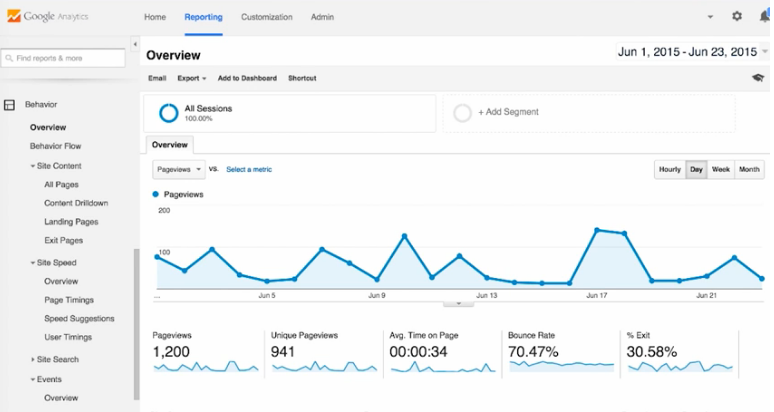 Google Analytics
Home Reporting Customization Admin
Find reports & more
Overview
Jun 1, 2015 - Jun 23, 2015
Email Export Add to Dashboard Shortcut
Behavior
Overview
Behavior Flow
Site Content
All Pages
Content Drilldown
Landing Pages
Exit Pages
Site Speed
Overview
Page Timings
Speed Suggestions
User Timings
Site Search
Events
Overview
All Sessions
100.00%
+ Add Segment
Overview
Pageviews VS. Select a metric
Hourly Day Week Month
Pageviews
200
100
... Jun 5 Jun 9 Jun 13 Jun 17 Jun 21
Pageviews
1,200
Unique Pageviews
941
Avg. Time on Page
00:00:34
Bounce Rate
70.47%
% Exit
30.58%